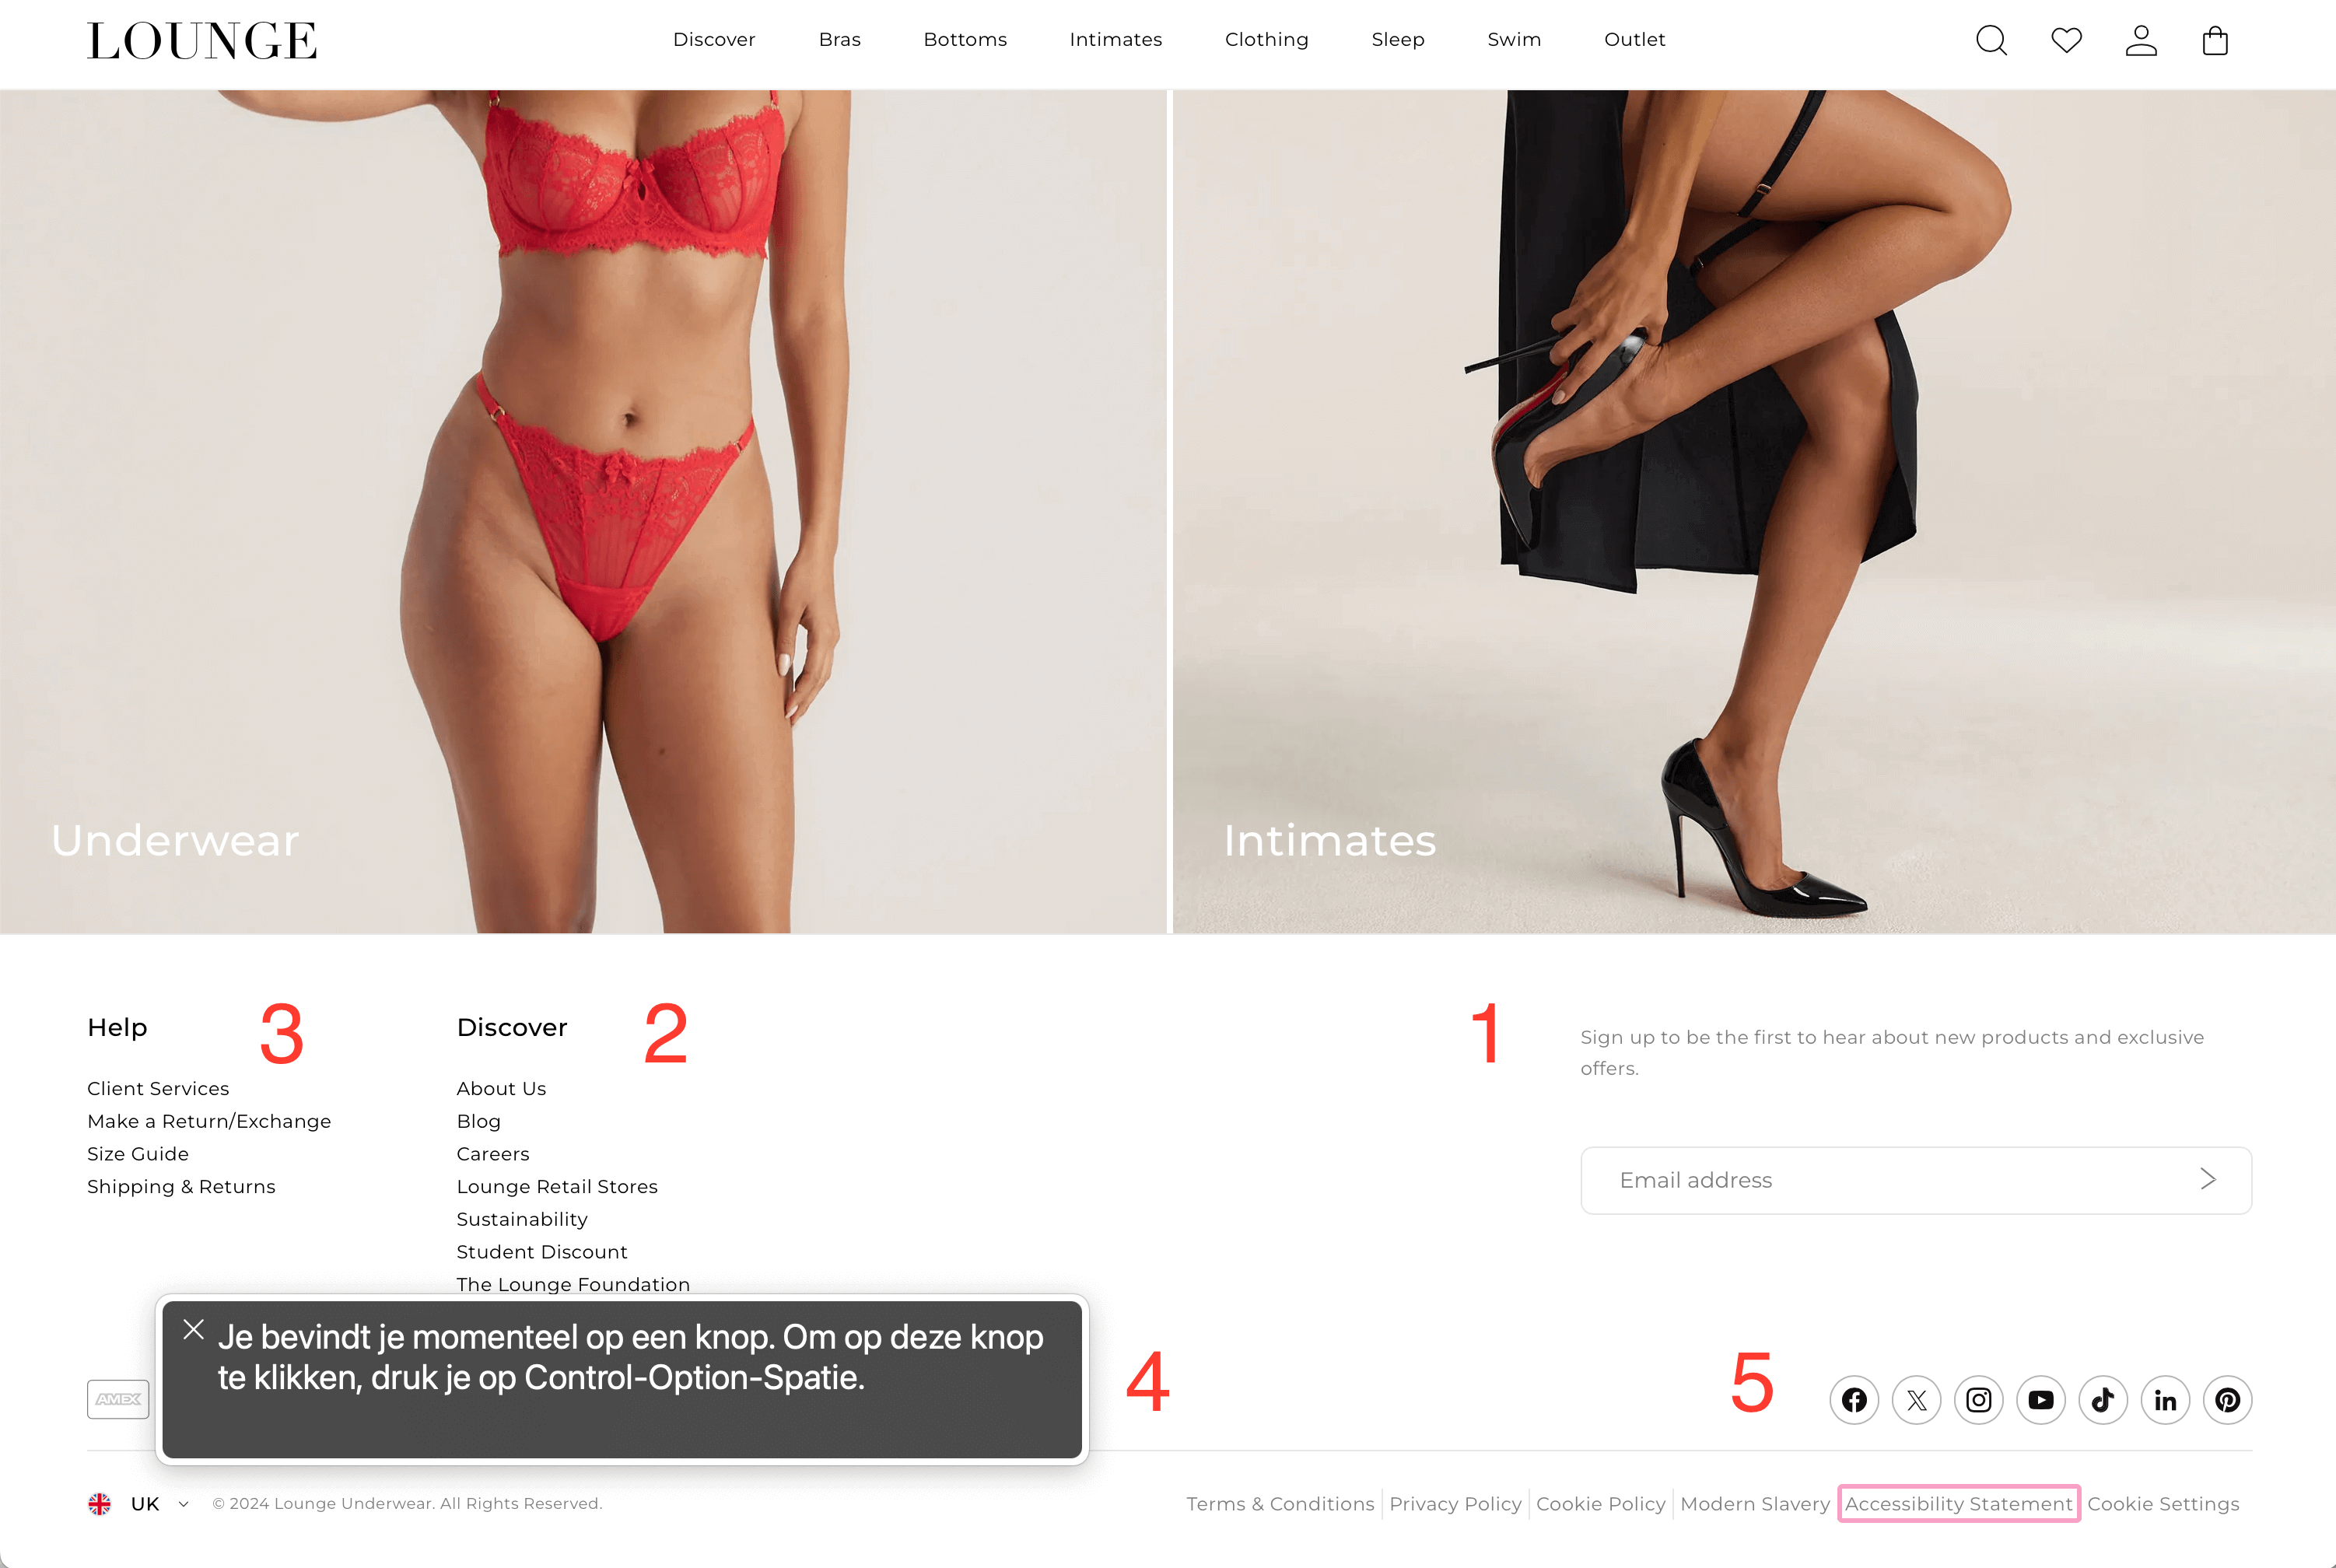 LOUNGE
Discover
Bras
Bottoms
Intimates
Clothing
Sleep
Swim
Outlet
Underwear
Intimates
Help
3
Client Services
Make a Return/Exchange
Size Guide
Shipping & Returns
Discover
2
About Us
Blog
Careers
Lounge Retail Stores
Sustainability
Student Discount
The Lounge Foundation
1
Sign up to be the first to hear about new products and exclusive
offers.
Email address
Je bevindt je momenteel op een knop. Om op deze knop
te klikken, druk je op Control-Option-Spatie.
AMEX
4
5
UK
© 2024 Lounge Underwear. All Rights Reserved.
Terms & Conditions
Privacy Policy
Cookie Policy
Modern Slavery
Accessibility Statement
Cookie Settings